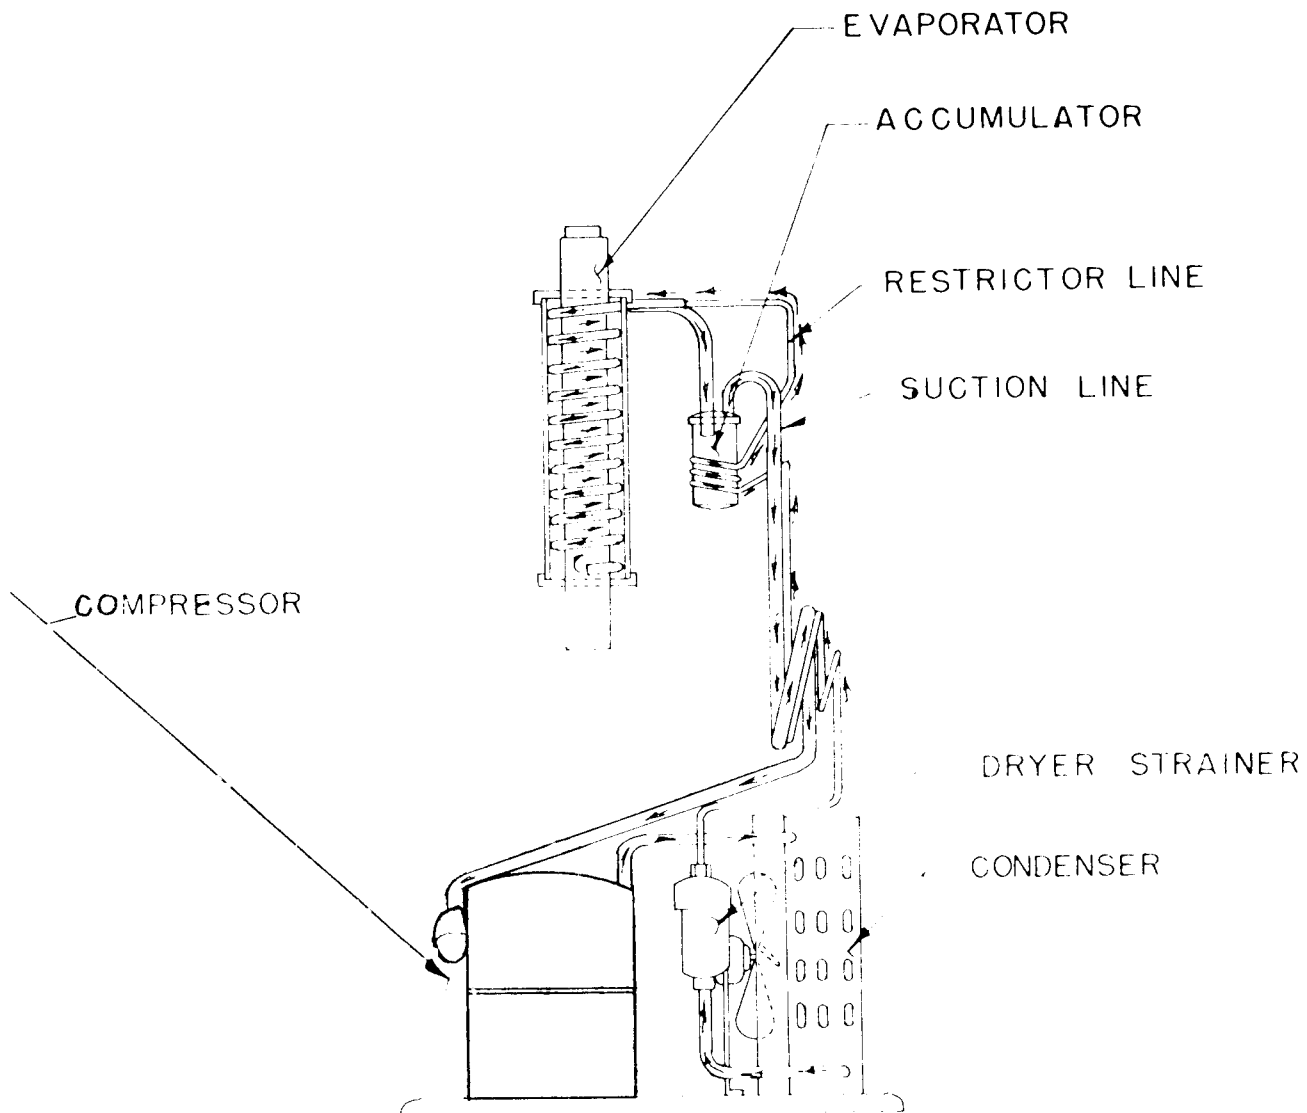 EVAPORATOR
ACCUMULATOR
RESTRICTOR LINE
SUCTION LINE
COMPRESSOR
DRYER STRAINER
CONDENSER